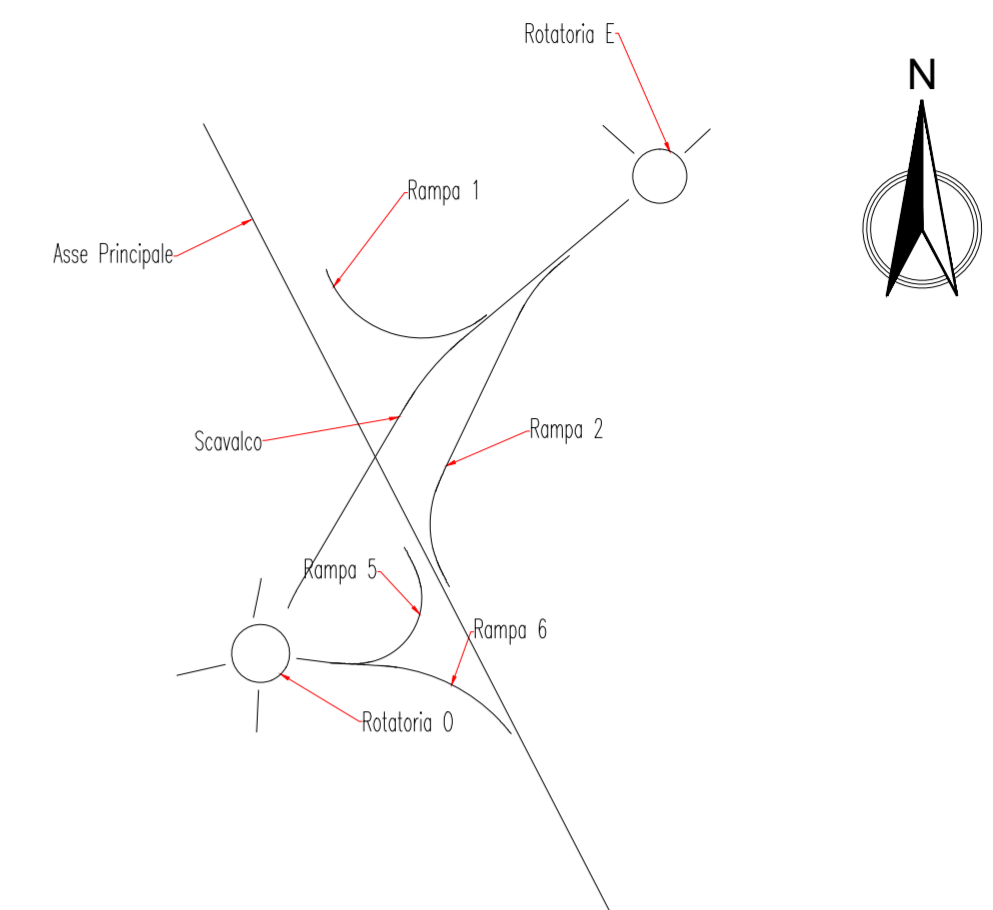 Rotatoria E
N
Rampa 1
Asse Principale
Rampa 2
Scavalco
Rampa 5
Rampa 6
Rotatoria O